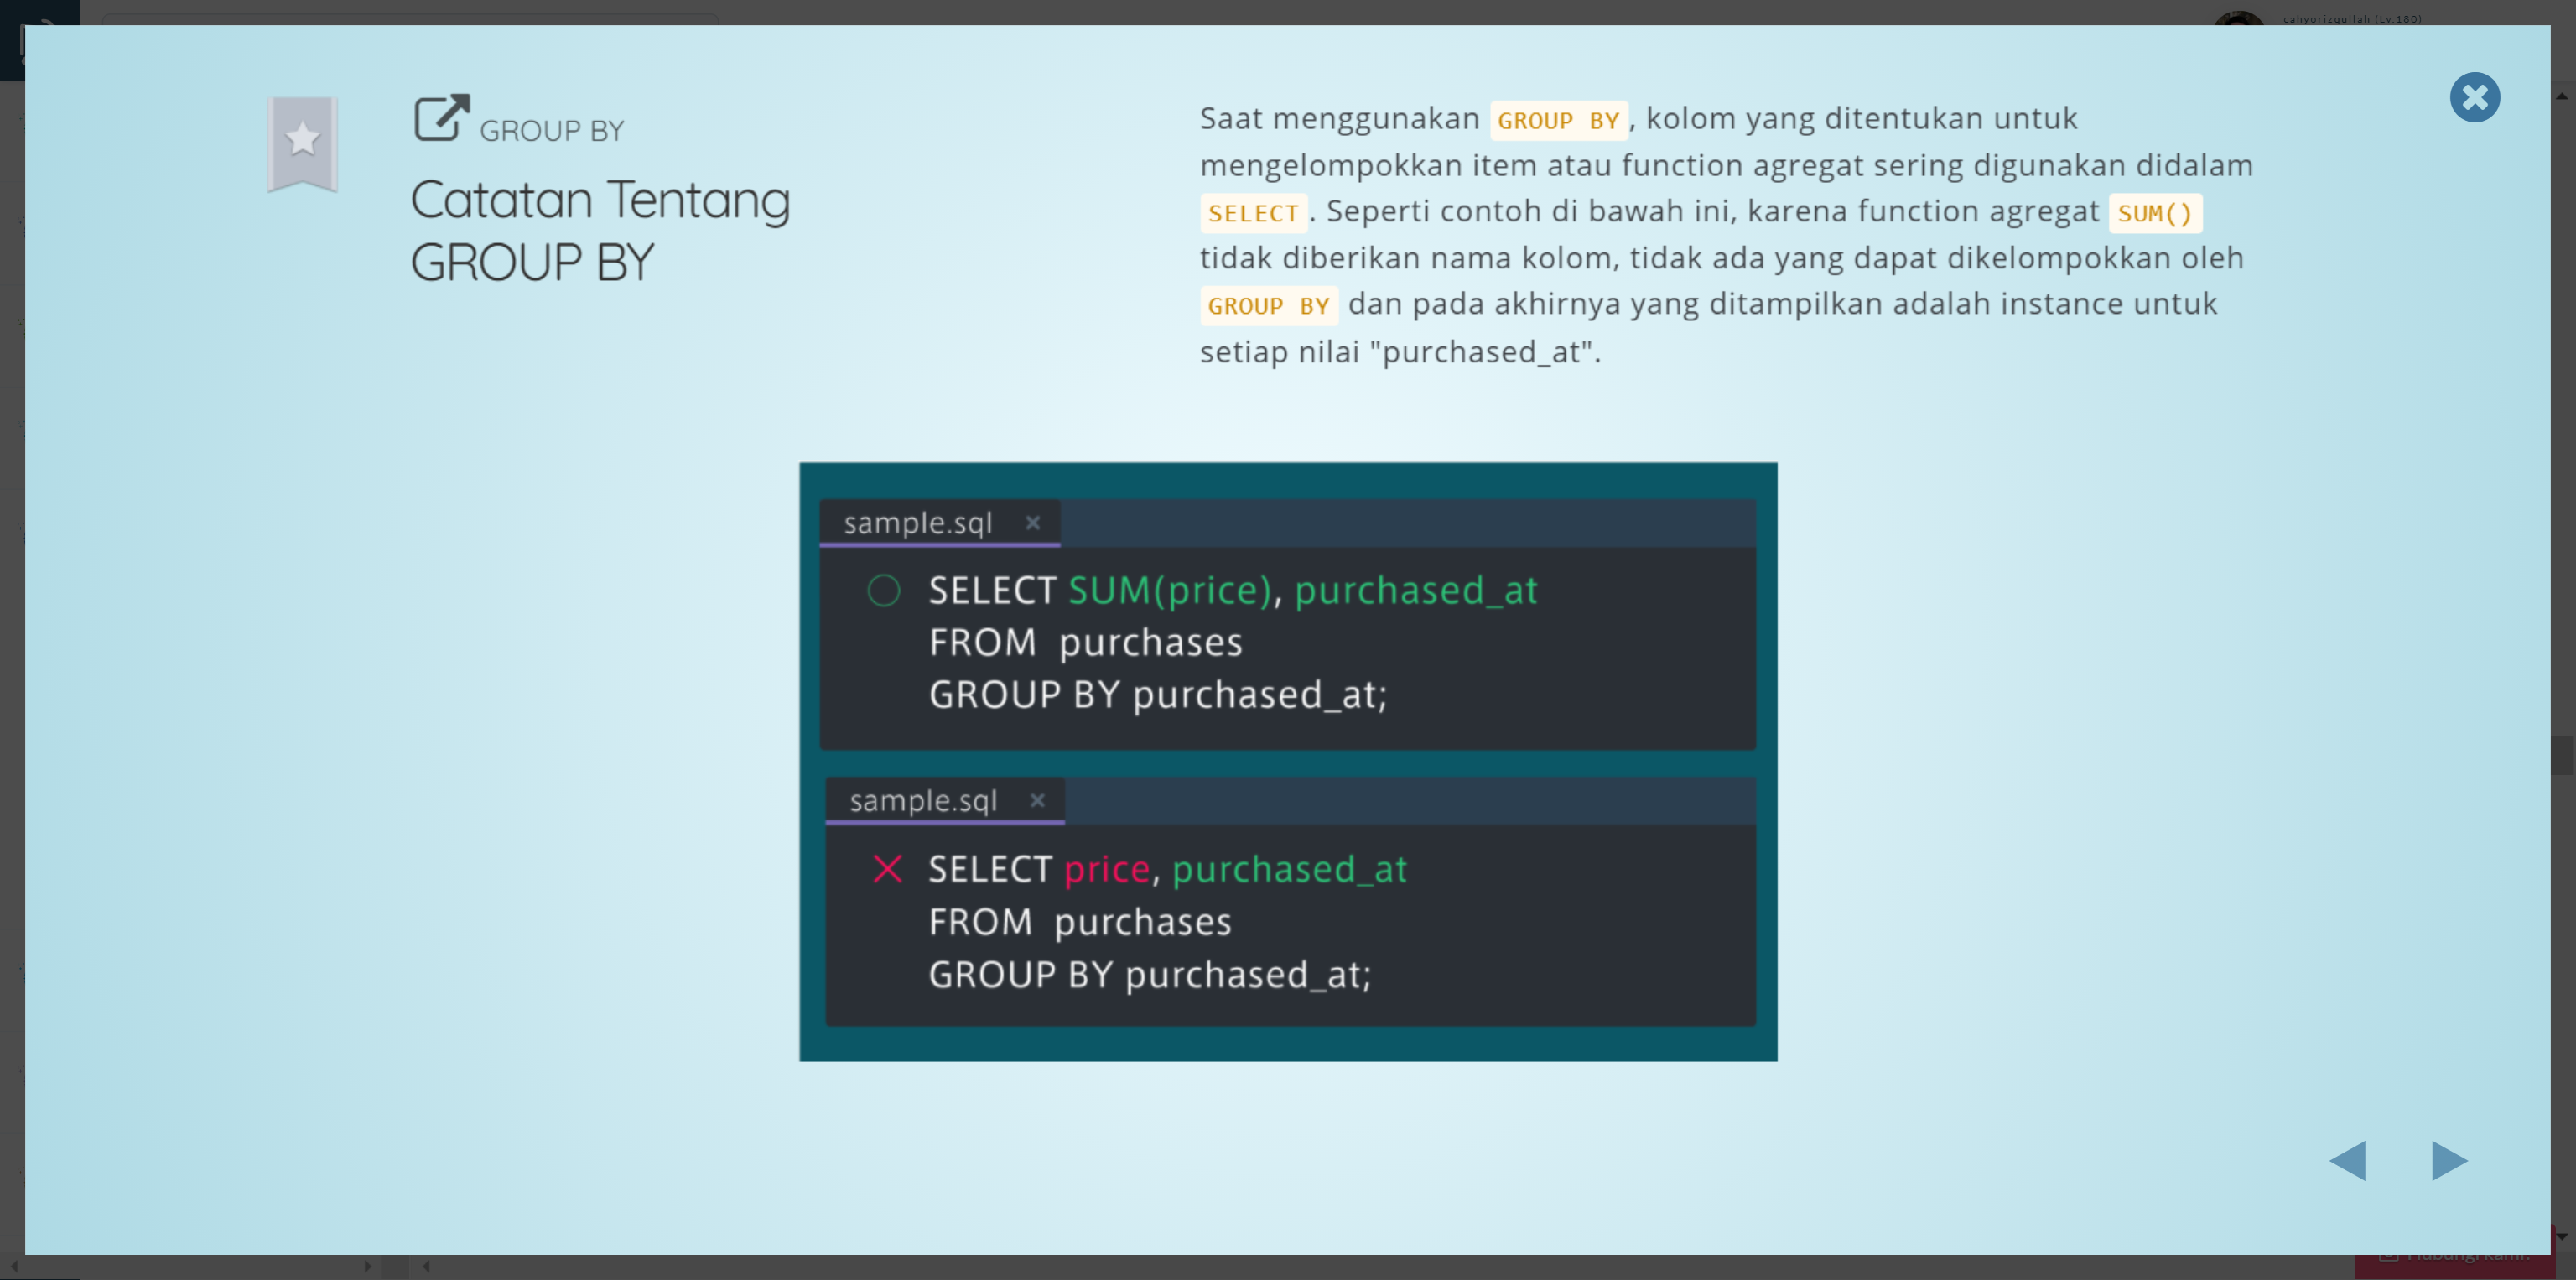 cahyorizqullah (Lv.180)
GROUP BY
Catatan Tentang
GROUP BY
Saat menggunakan GROUP BY, kolom yang ditentukan untuk
mengelompokkan item atau function agregat sering digunakan didalam
SELECT. Seperti contoh di bawah ini, karena function agregat SUM()
tidak diberikan nama kolom, tidak ada yang dapat dikelompokkan oleh
GROUP BY dan pada akhirnya yang ditampilkan adalah instance untuk
setiap nilai "purchased_at".
sample.sql
SELECT SUM(price), purchased_at
FROM purchases
GROUP BY purchased_at;
sample.sql
SELECT price, purchased_at
FROM purchases
GROUP BY purchased_at;